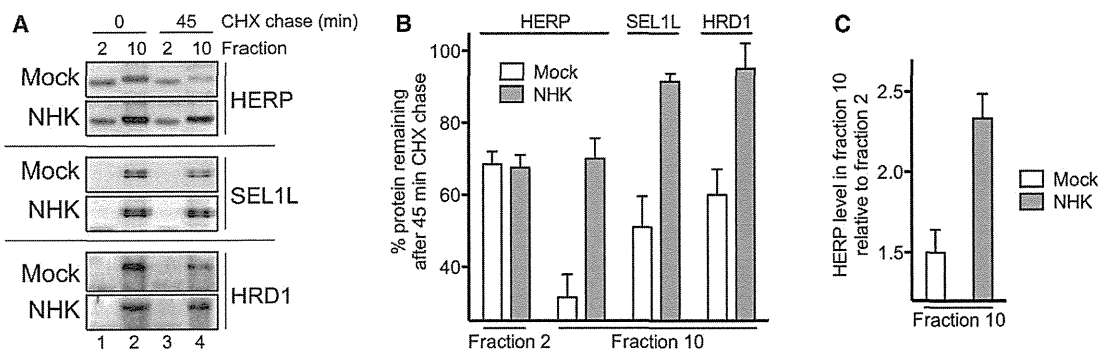 A
0 45 CHX chase (min)
2 10 2 10 Fraction
Mock
NHK
HERP
Mock
NHK
SEL1L
Mock
NHK
HRD1
1 2 3 4
B
HERP SEL1L HRD1
% protein remaining
after 45 min CHX chase
100
80
60
40
Mock
NHK
Fraction 2 Fraction 10
C
HERP level in fraction 10
relative to fraction 2
2.5
2.0
1.5
Mock
NHK
Fraction 10